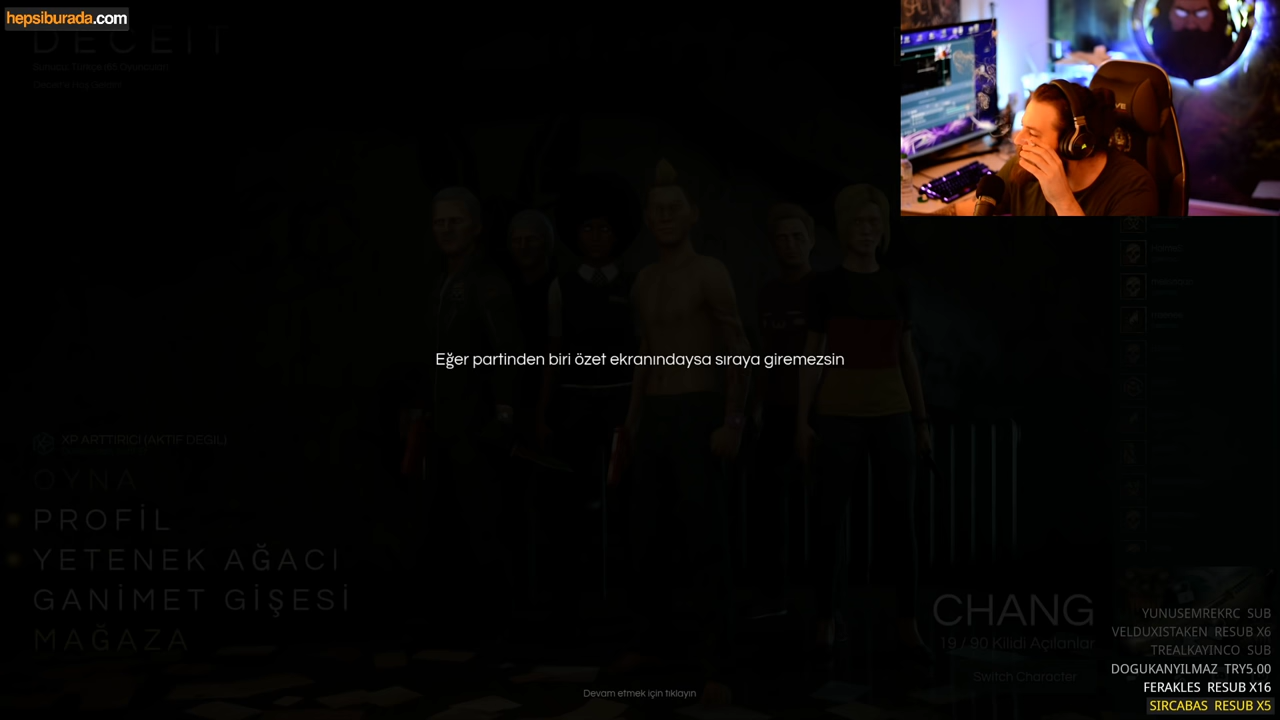 hepsiburada.com
DECEIT
Eğer partinden biri özet ekranındaysa sıraya giremezsin
XP ARTTIRICI (AKTİF DEĞİL)
OYNA
PROFİL
YETENEK AĞACI
GANİMET GİŞESİ
MAĞAZA
CHANG
19 / 90 Kilidi Açılanlar
Switch Character
Devam etmek için tıklayın
YUNUSEMREKRC SUB
VELDUXISTAKEN RESUB X6
TREALKAYINCO SUB
DOGUKANYILMAZ TRY5.00
FERAKLES RESUB X16
SIRCABAS RESUB X5